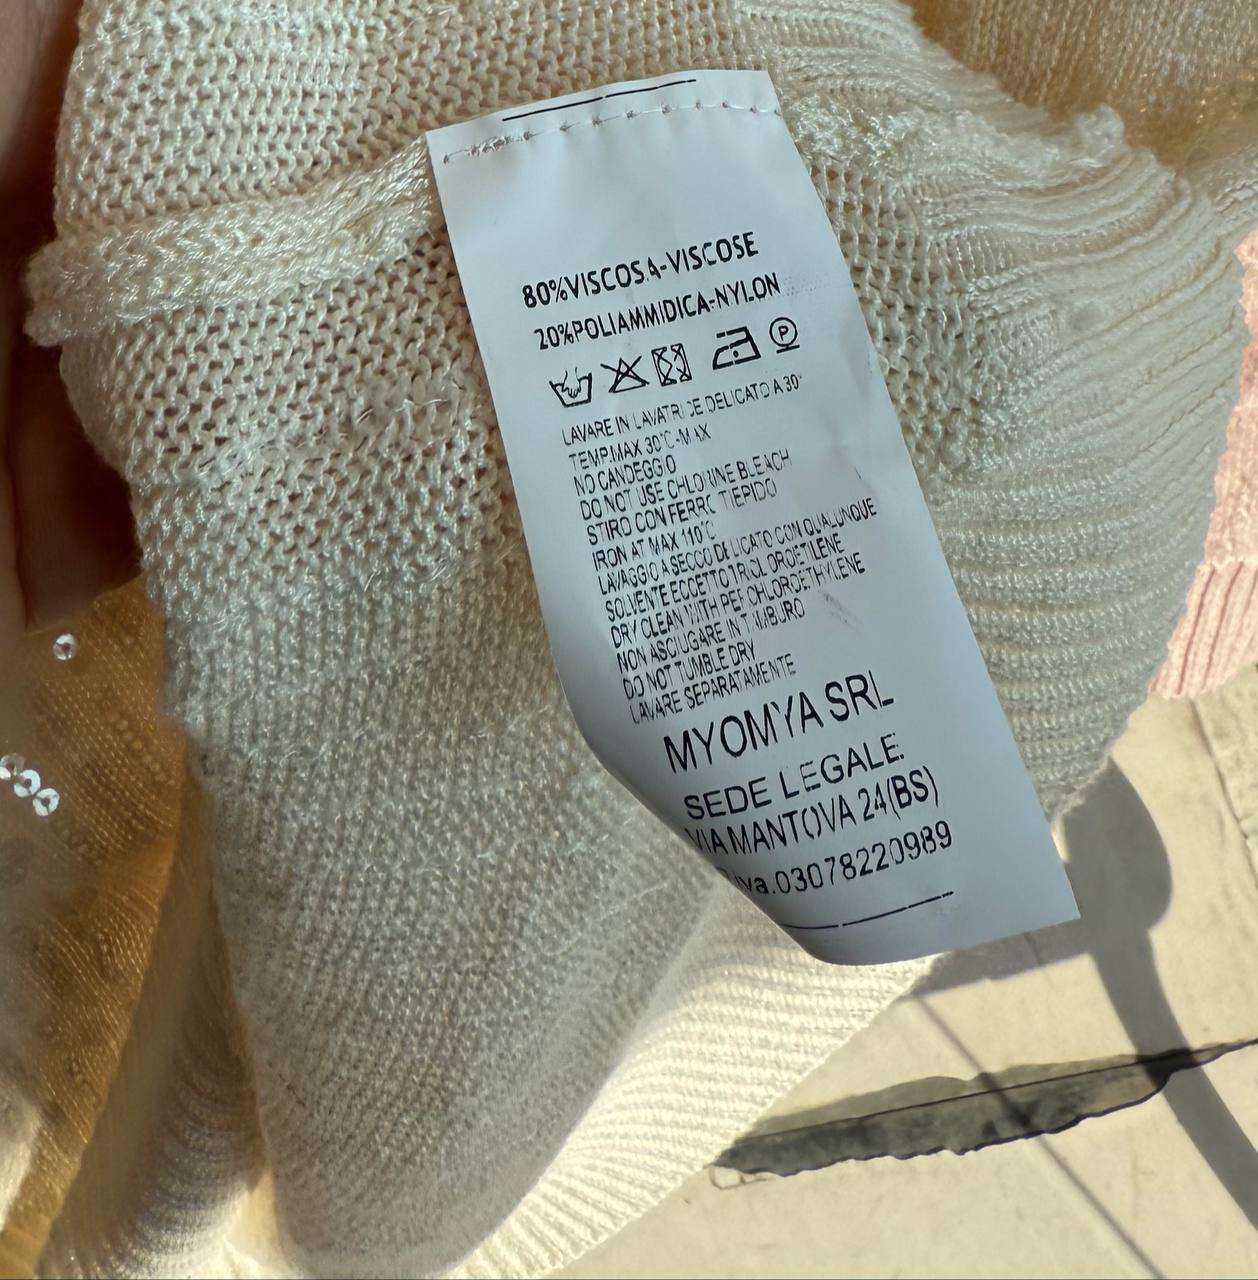 80%VISCOSA-VISCOSE
20%POLIAMMIDICA-NYLON
P
LAVARE IN LAVATRICE DELICATO A 30°
TEMP.MAX 30°C-MAX
NO CANDEGGIO
DO NOT USE CHLORINE BLEACH
STIRO CON FERRO TIEPIDO
IRON AT MAX 110°C
LAVAGGIO A SECCO DELICATO CON QUALUNQUE
SOLVENTE ECCETTO TRICLOROETILENE
DRY CLEAN WITH PERCHLOROETHYLENE
NON ASCIUGARE IN TAMBURO
DO NOT TUMBLE DRY
LAVARE SEPARATAMENTE
MYOMYA SRL
SEDE LEGALE
VIA MANTOVA 24(BS)
P.iva.03078220989